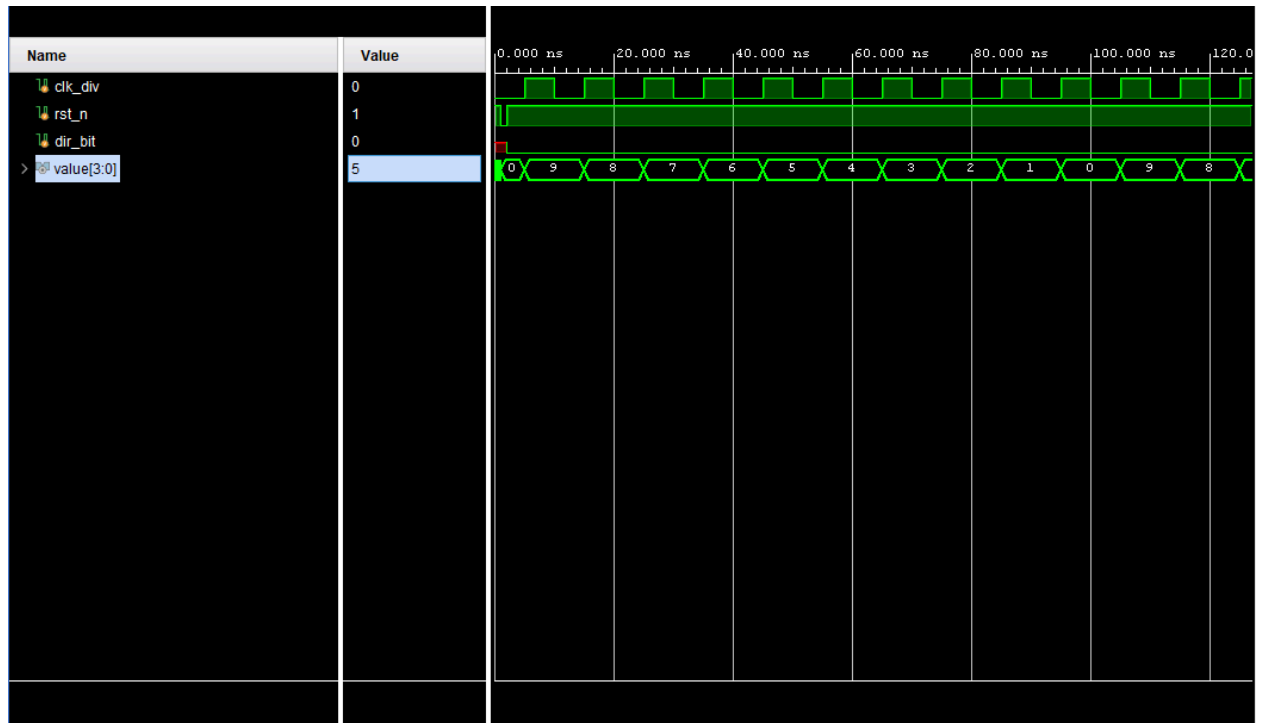 Name Value 0.000 ns 20.000 ns 40.000 ns 60.000 ns 80.000 ns 100.000 ns 120.0
clk_div 0
rst_n 1
dir_bit 0
value[3:0] 5 0 9 8 7 6 5 4 3 2 1 0 9 8